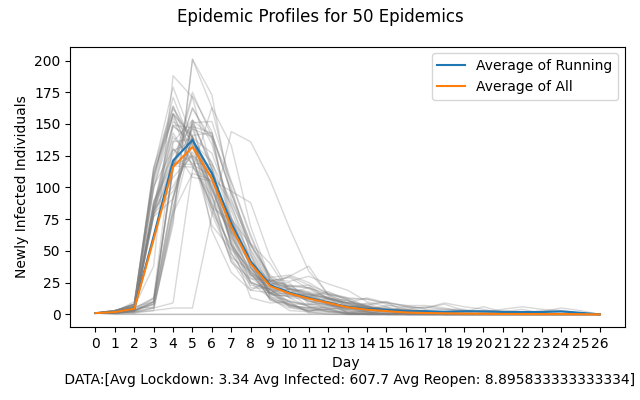 Epidemic Profiles for 50 Epidemics
Newly Infected Individuals
200
175
150
125
100
75
50
25
0
Average of Running
Average of All
0 1 2 3 4 5 6 7 8 9 10 11 12 13 14 15 16 17 18 19 20 21 22 23 24 25 26
Day
DATA:[Avg Lockdown: 3.34 Avg Infected: 607.7 Avg Reopen: 8.895833333333334]